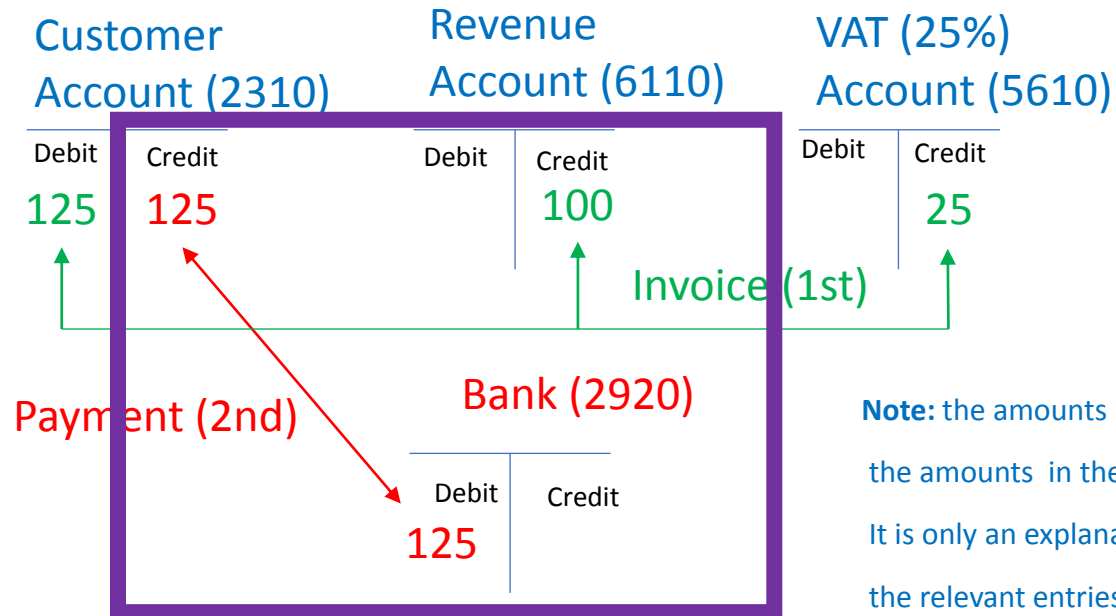 Customer
Account (2310)
Revenue
Account (6110)
VAT (25%)
Account (5610)
Debit Credit
Debit Credit
Debit Credit
125 125
100
25
Invoice (1st)
Payment (2nd)
Bank (2920)
Debit Credit
125
Note: the amounts
the amounts in the
It is only an explana
the relevant entries